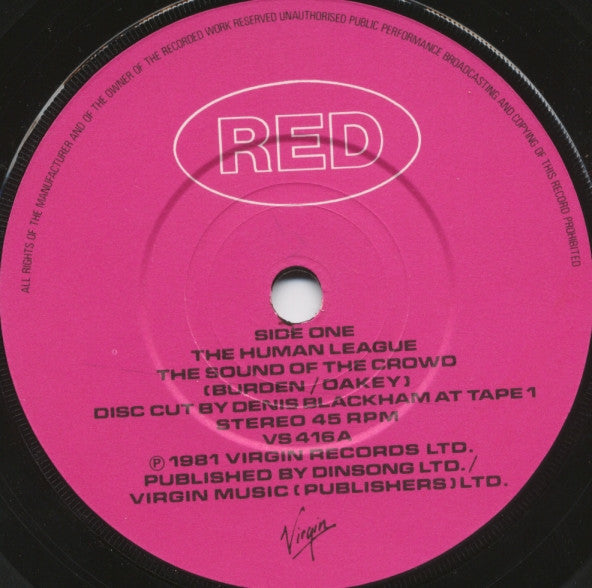 ALL RIGHTS OF THE MANUFACTURER AND OF THE OWNER OF THE RECORDED WORK RESERVED UNAUTHORISED PUBLIC PERFORMANCE BROADCASTING AND COPYING OF THIS RECORD PROHIBITED
RED
SIDE ONE
THE HUMAN LEAGUE
THE SOUND OF THE CROWD
(BURDEN / OAKEY)
DISC CUT BY DENIS BLACKHAM AT TAPE 1
STEREO 45 RPM
VS 416 A
℗ 1981 VIRGIN RECORDS LTD.
PUBLISHED BY DINSONG LTD. /
VIRGIN MUSIC (PUBLISHERS) LTD.
Virgin